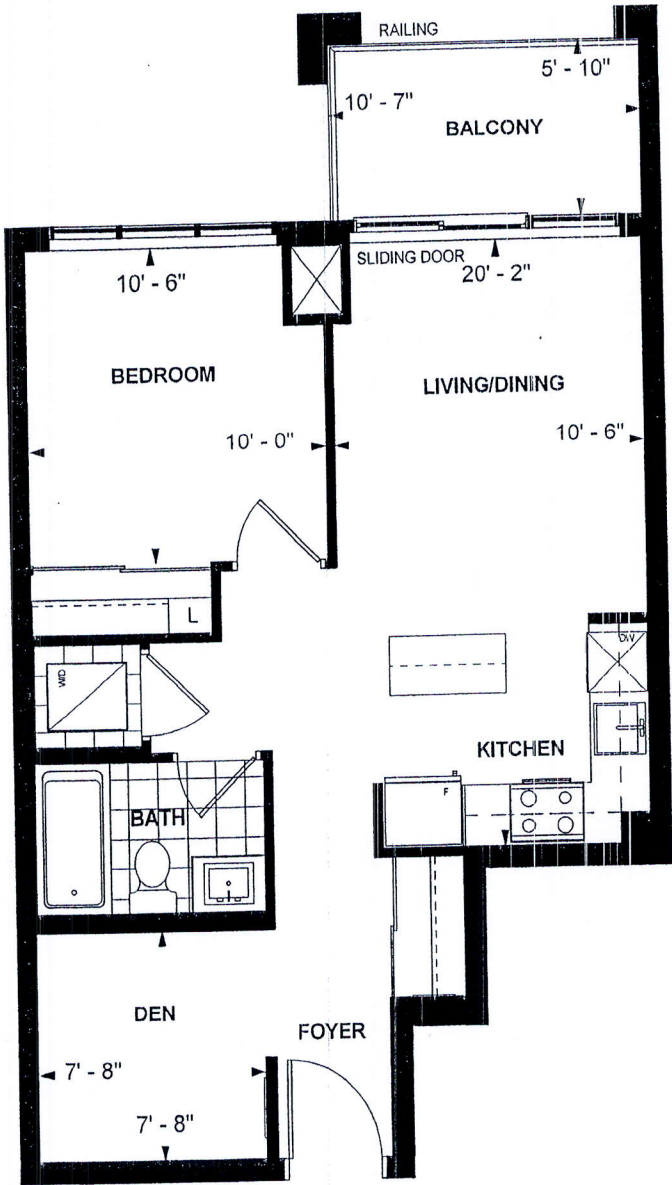 RAILING
5' - 10"
10' - 7"
BALCONY
SLIDING DOOR
10' - 6"
20' - 2"
BEDROOM
LIVING/DINING
10' - 0"
10' - 6"
L
DW
W/D
KITCHEN
F
BATH
DEN
FOYER
7' - 8"
7' - 8"